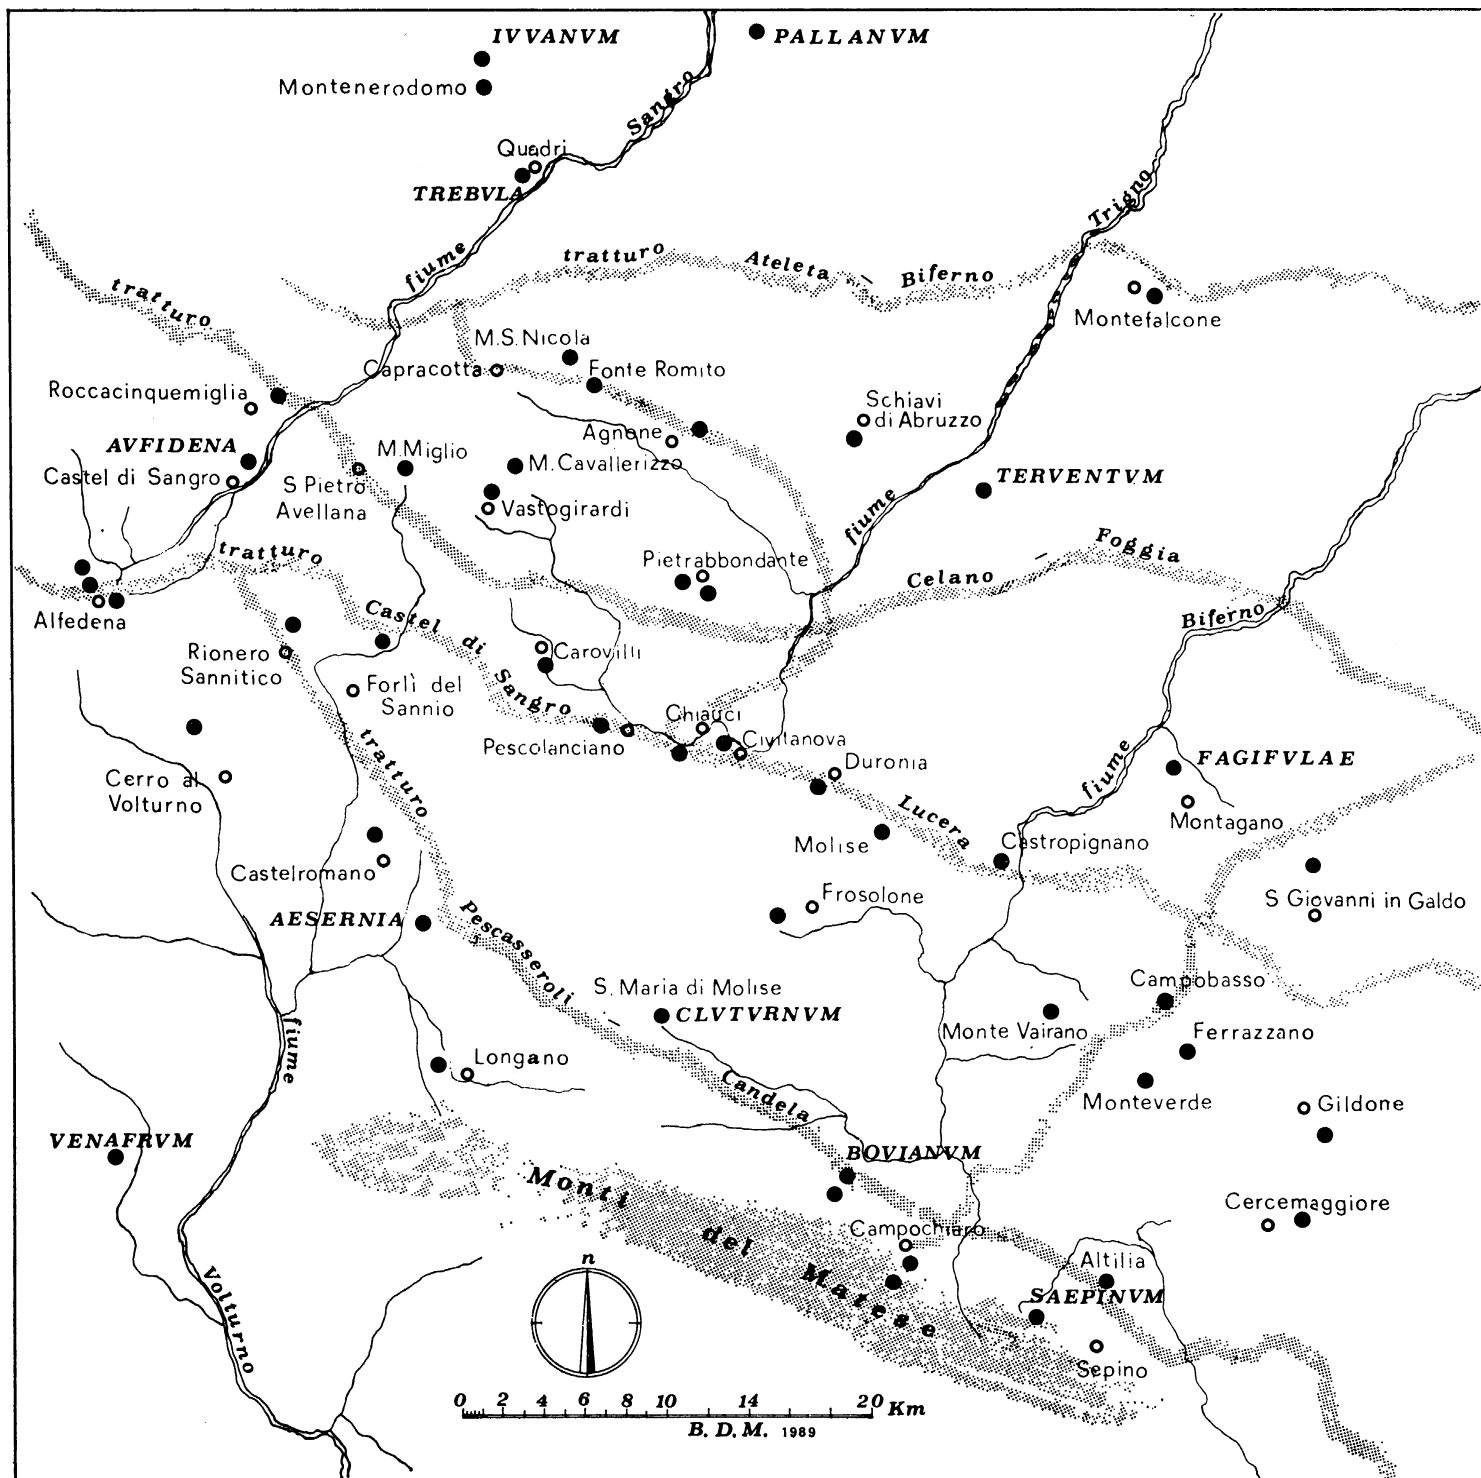 IVVANVM
PALLANVM
Montenerodomo
Sangro
Quadri
TREBVLA
fiume
Trigno
tratturo
Ateleta - Biferno
tratturo
Montefalcone
M.S. Nicola
Capracotta
Fonte Romito
Roccacinquemiglia
Schiavi
di Abruzzo
Agnone
AVFIDENA
M. Miglio
M. Cavallerizzo
Castel di Sangro
S Pietro
Avellana
TERVENTVM
Vastogirardi
fiume
tratturo
Pietrabbondante
Celano - Foggia
Alfedena
Castel di Sangro
Biferno
Rionero
Sannitico
Carovilli
Forlì del
Sannio
Chiauci
Pescolanciano
Civitanova
tratturo
Duronia
fiume
FAGIFVLAE
Cerro al
Volturno
Lucera
Montagano
Molise
Castropignano
Castelromano
Frosolone
S Giovanni in Galdo
AESERNIA
Pescasseroli - Candela
S. Maria di Molise
CLVTVRNVM
Campobasso
Monte Vairano
Ferrazzano
fiume
Longano
Monteverde
Gildone
VENAFRVM
BOVIANVM
Monti del Matese
Cercemaggiore
Campochiaro
Altilia
SAEPINVM
Volturno
Sepino
n
0 2 4 6 8 10 14 20 Km
B. D. M. 1989